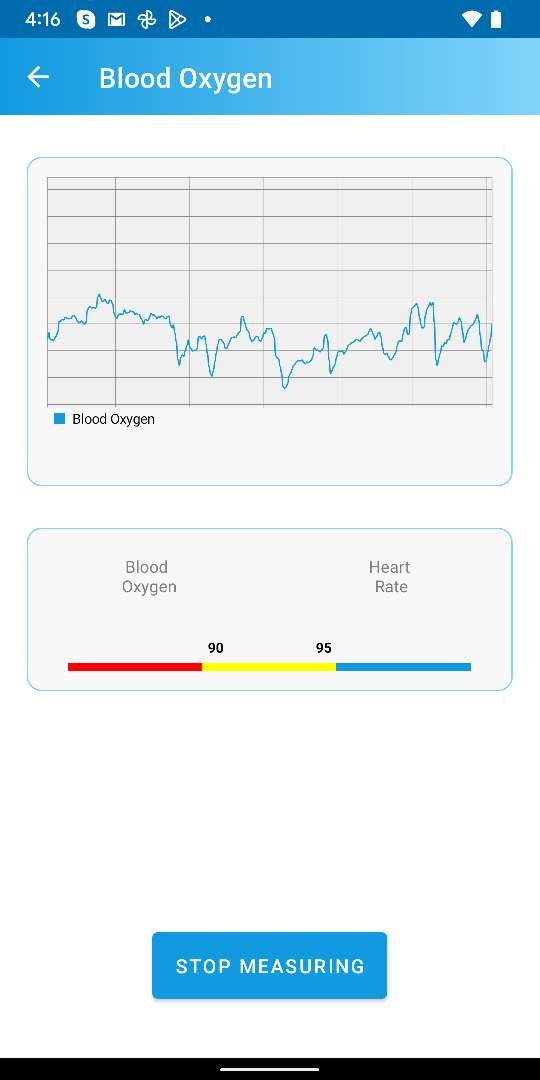 4:16
Blood Oxygen
Blood Oxygen
Blood Heart
Oxygen Rate
90 95
STOP MEASURING